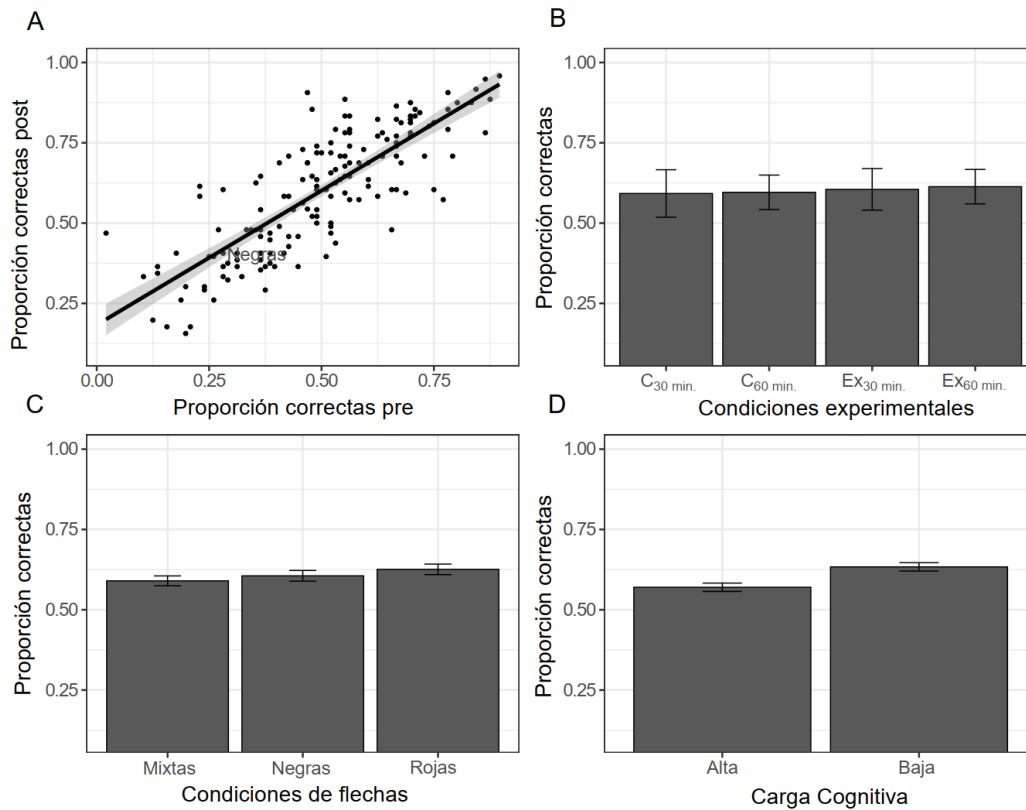 A
1.00
0.75
0.50
0.25
Proporción correctas post
Negras
0.00 0.25 0.50 0.75
Proporción correctas pre
B
1.00
0.75
0.50
0.25
Proporción correctas
C30 min. C60 min. Ex30 min. Ex60 min.
Condiciones experimentales
C
1.00
0.75
0.50
0.25
Proporción correctas
Mixtas Negras Rojas
Condiciones de flechas
D
1.00
0.75
0.50
0.25
Proporción correctas
Alta Baja
Carga Cognitiva